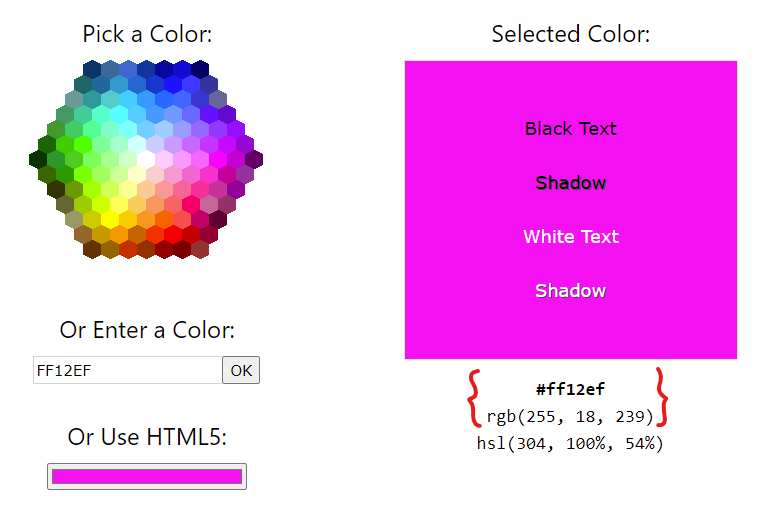 Pick a Color:
Or Enter a Color:
FF12EF
OK
Or Use HTML5:
Selected Color:
Black Text
Shadow
White Text
Shadow
#ff12ef
rgb(255, 18, 239)
hsl(304, 100%, 54%)